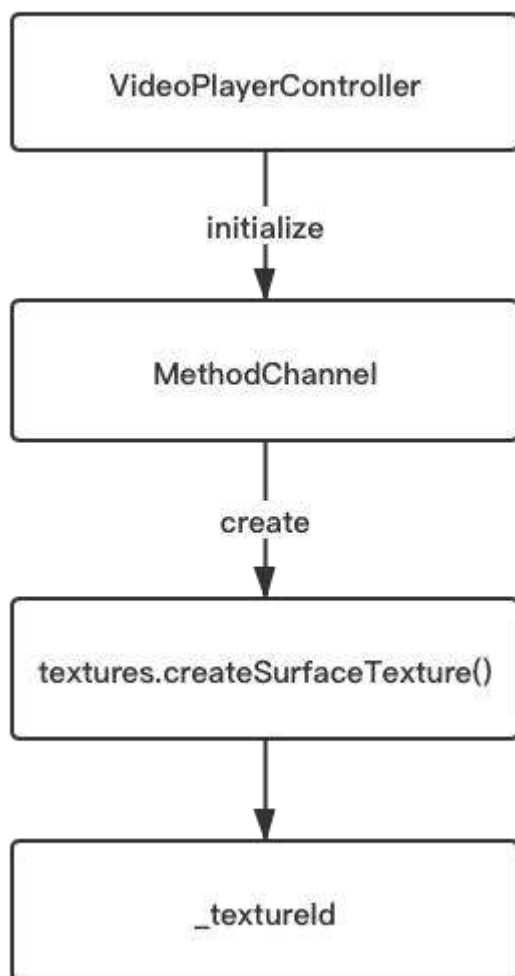 VideoPlayerController
initialize
MethodChannel
create
textures.createSurfaceTexture()
_textureId